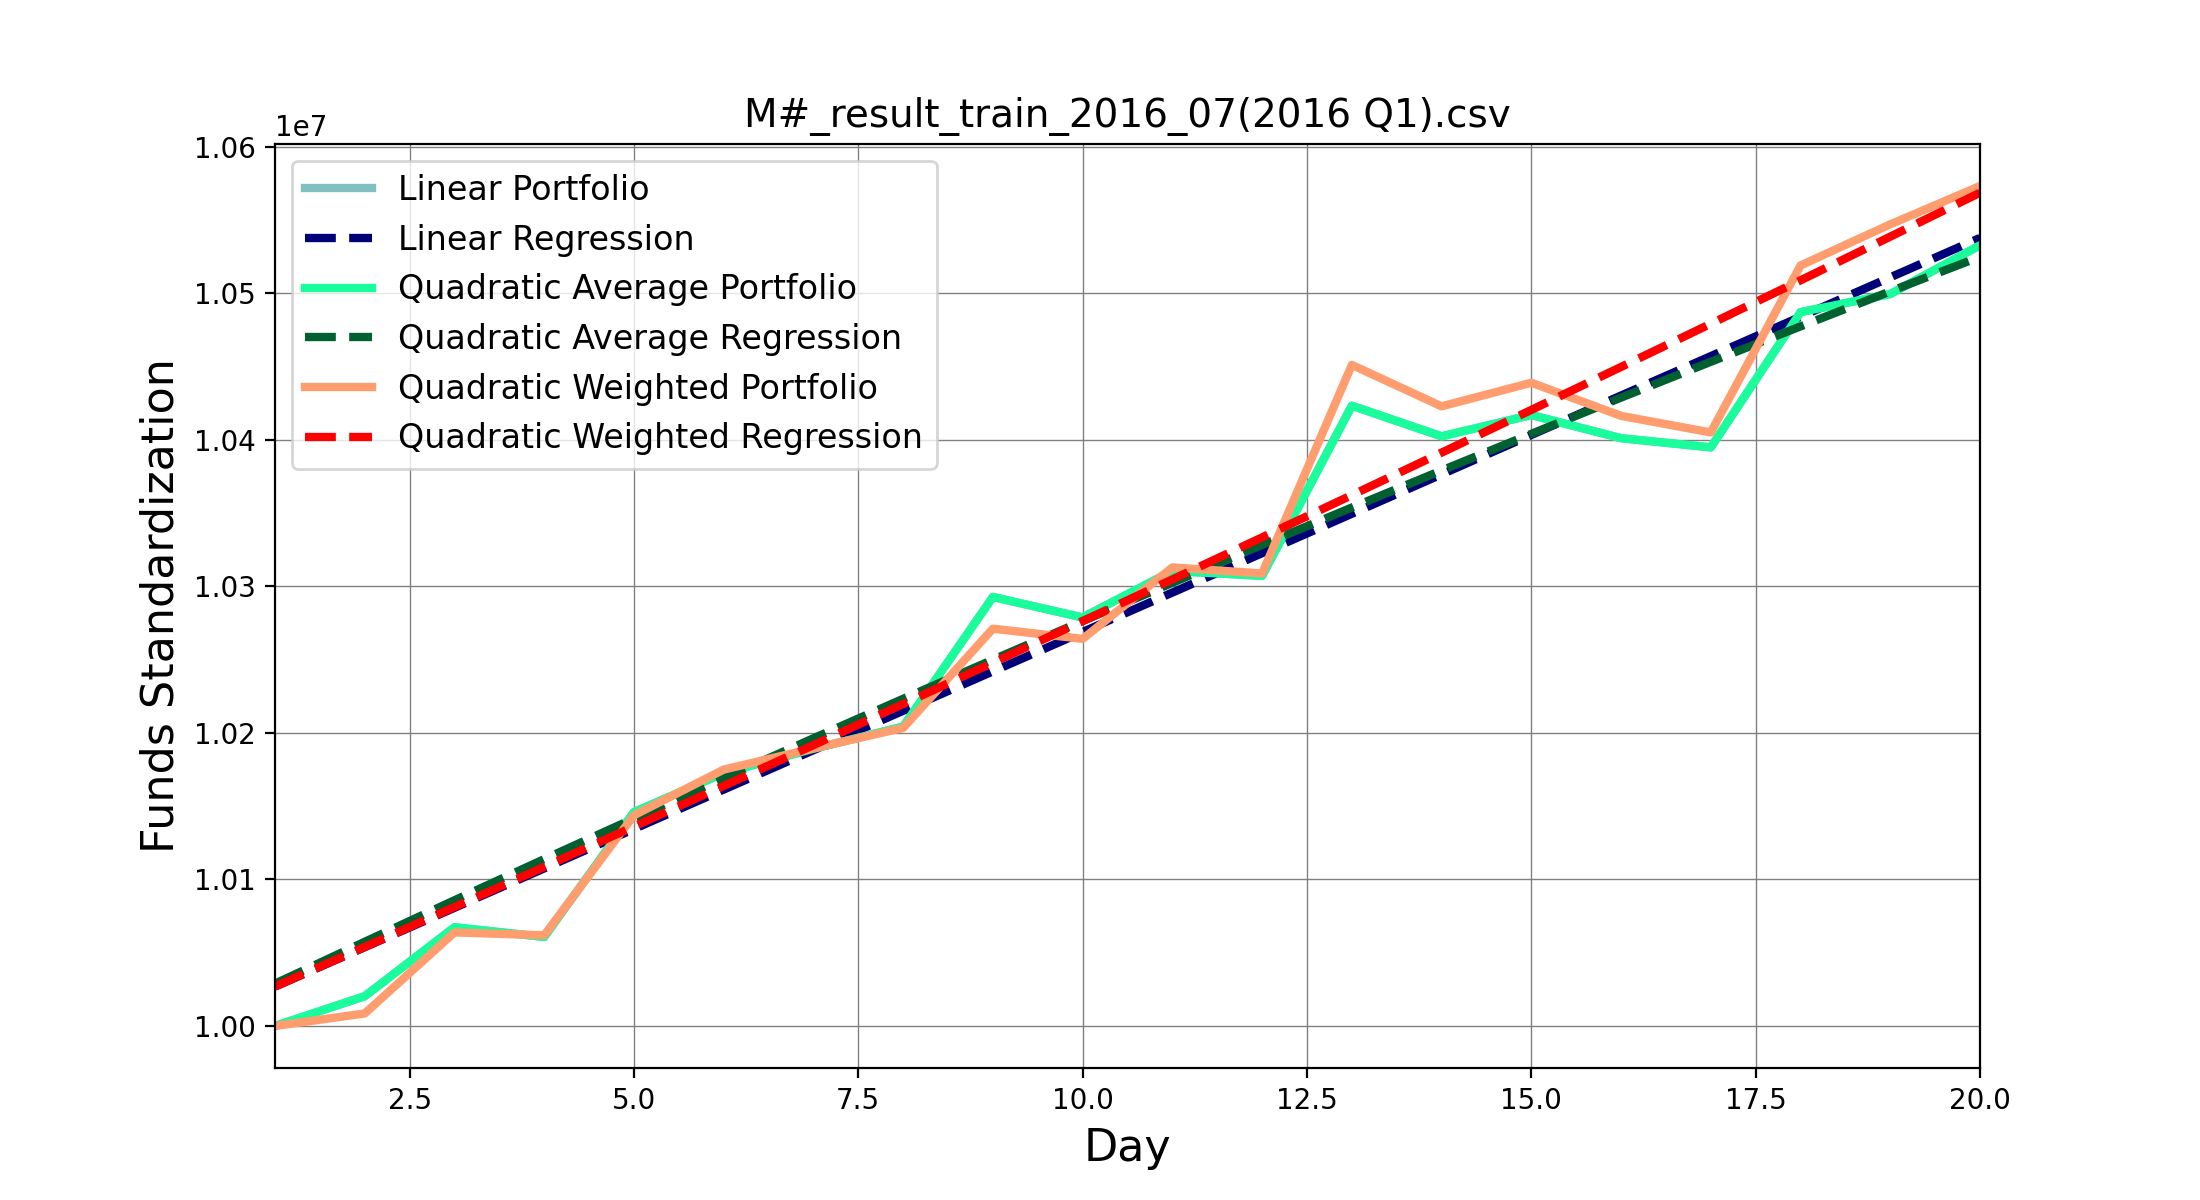 M#_result_train_2016_07(2016 Q1).csv
1e7
1.06
1.05
1.04
1.03
1.02
1.01
1.00
Funds Standardization
Linear Portfolio
Linear Regression
Quadratic Average Portfolio
Quadratic Average Regression
Quadratic Weighted Portfolio
Quadratic Weighted Regression
2.5 5.0 7.5 10.0 12.5 15.0 17.5 20.0
Day